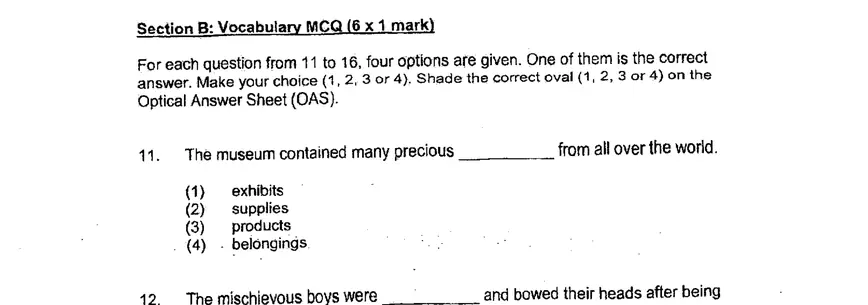 Section B: Vocabulary MCQ (6 x 1 mark)
For each question from 11 to 16, four options are given. One of them is the correct
answer. Make your choice (1, 2, 3 or 4). Shade the correct oval (1, 2, 3 or 4) on the
Optical Answer Sheet (OAS).
11. The museum contained many precious __________ from all over the world.
(1) exhibits
(2) supplies
(3) products
(4) belongings
12. The mischievous boys were __________ and bowed their heads after being